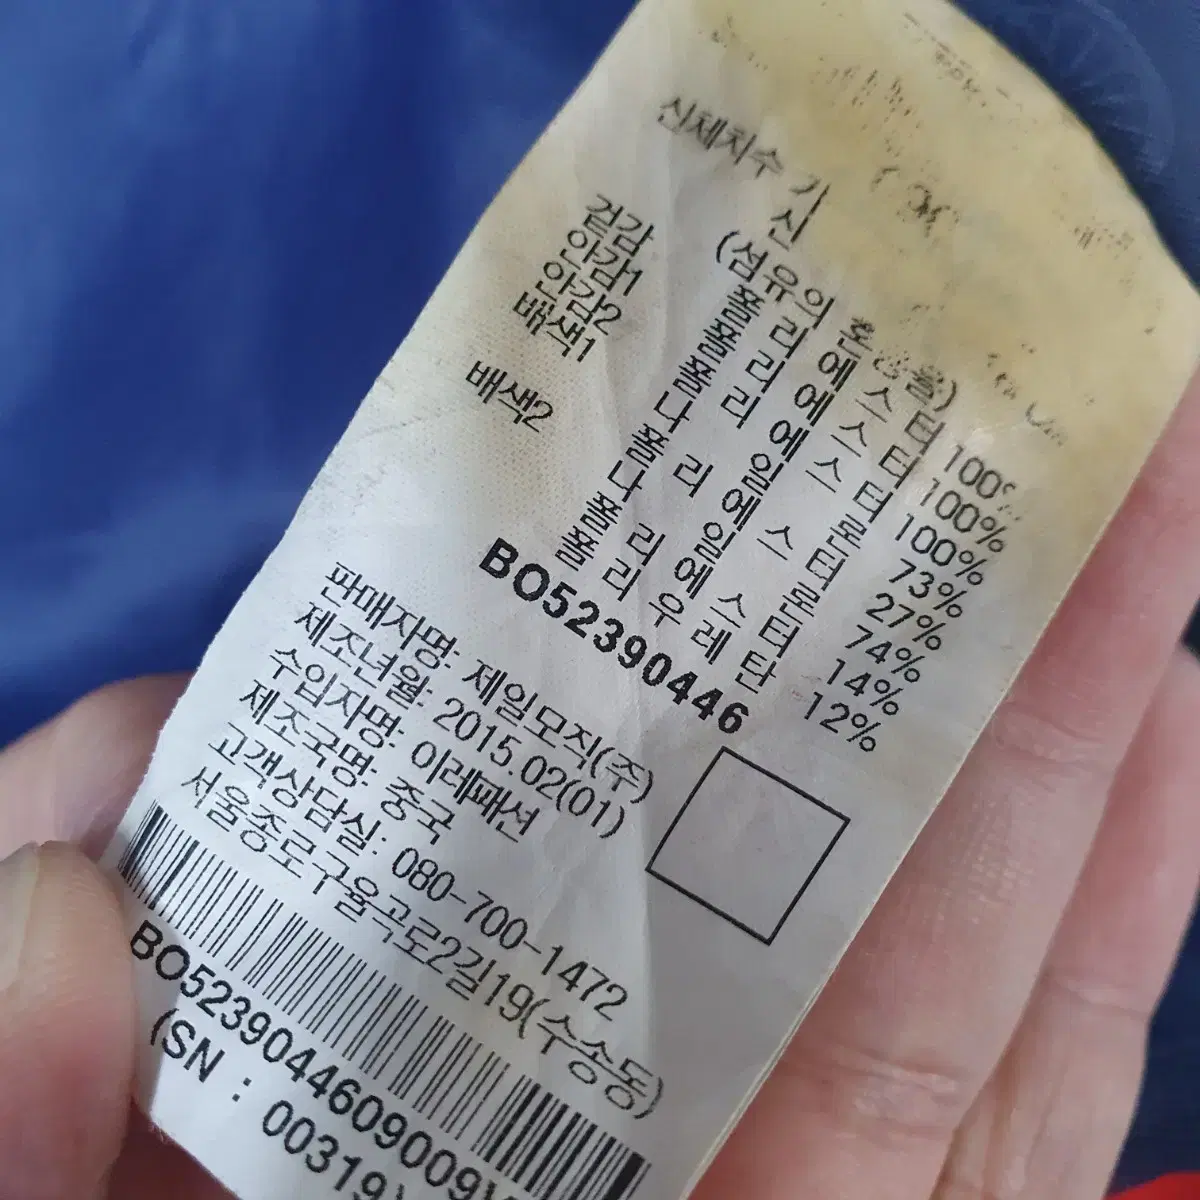 신체치수
신
(섬유의 혼용율)
겉감 폴리에스터 100%
안감1 폴리에스터 100%
안감2 폴리에스터 100%
배색1 나일론 73%
폴리에스터 27%
배색2 나일론 74%
폴리에스터 14%
폴리우레탄 12%
BO52390446
판매자명: 제일모직(주)
제조년월: 2015.02(01)
수입자명: 이레패션
제조국명: 중국
고객상담실: 080-700-1472
서울종로구율곡로2길19(수송동)
BO5239044609009
(SN : 00319